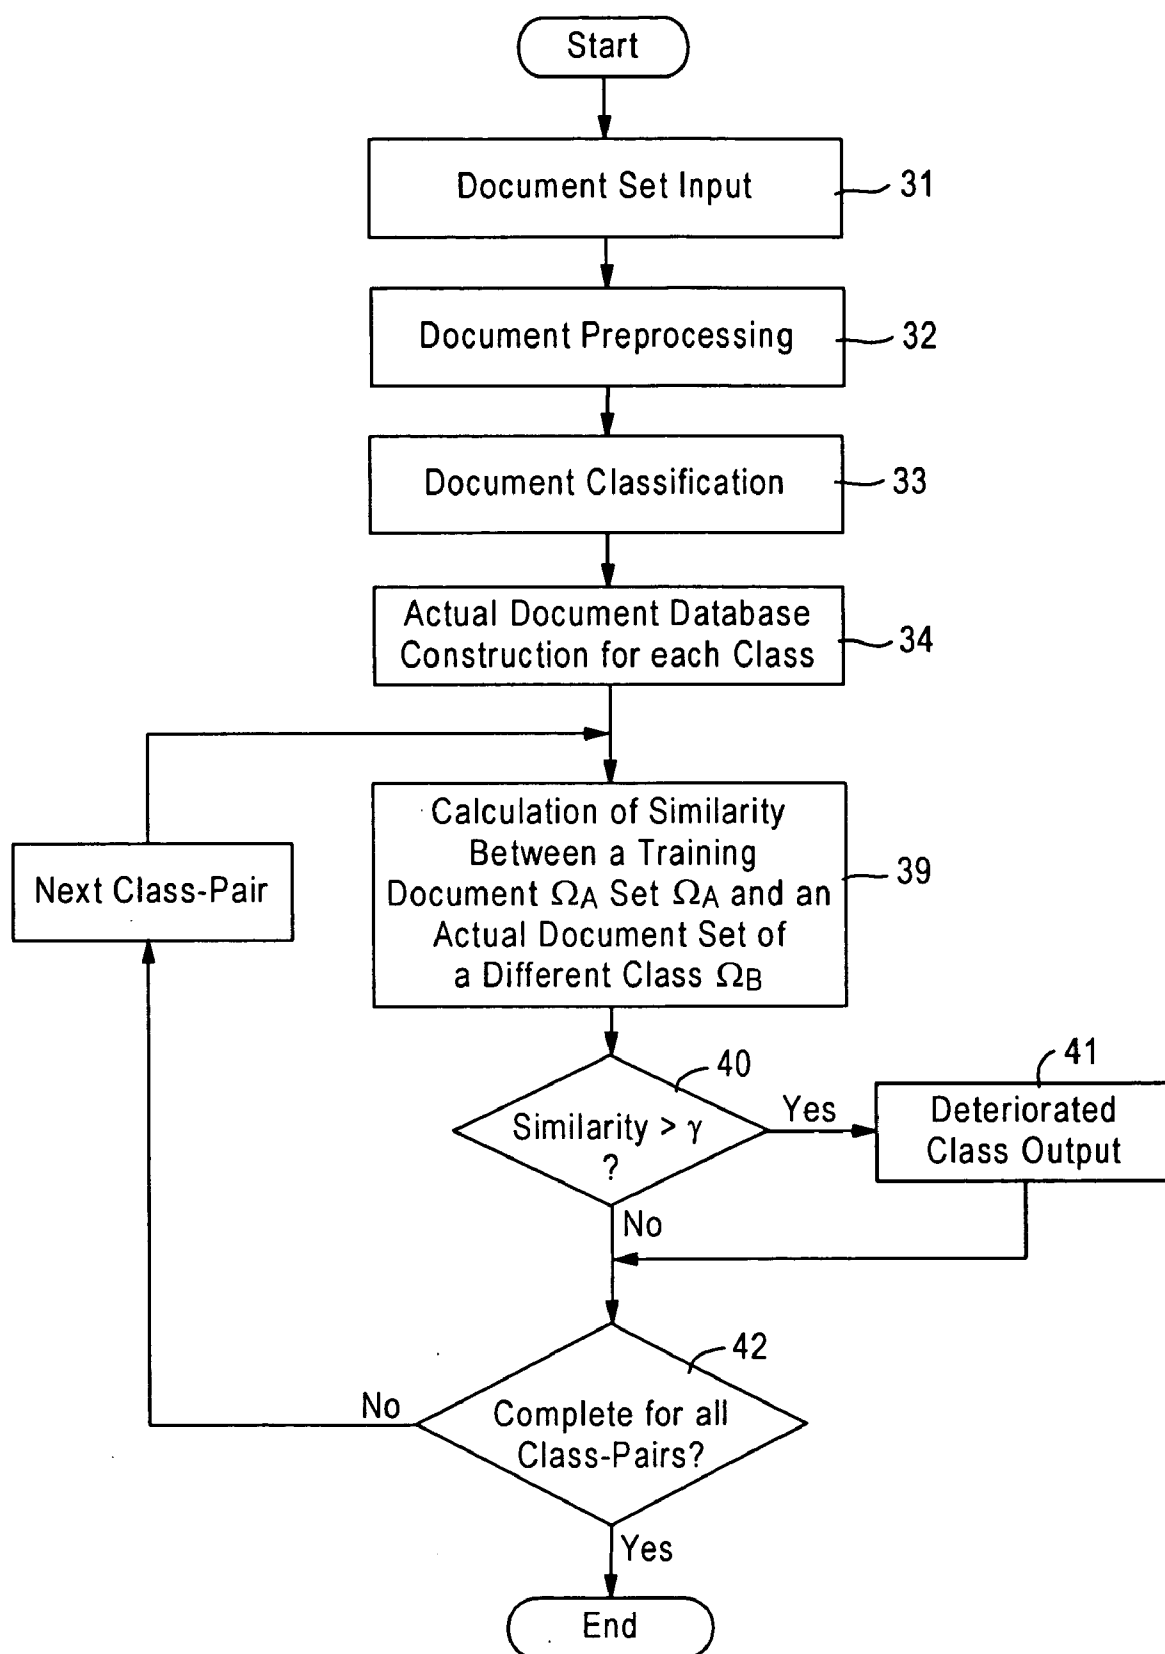 Start
Document Set Input
31
Document Preprocessing
32
Document Classification
33
Actual Document Database
Construction for each Class
34
Calculation of Similarity
Between a Training
Document ΩA Set ΩA and an
Actual Document Set of
a Different Class ΩB
39
Next Class-Pair
40
Similarity > γ
?
Yes
41
Deteriorated
Class Output
No
42
Complete for all
Class-Pairs?
No
Yes
End